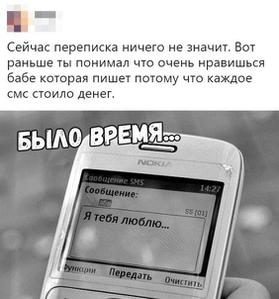 Сейчас переписка ничего не значит. Вот
раньше ты понимал что очень нравишься
бабе которая пишет потому что каждое
смс стоило денег.
БЫЛО ВРЕМЯ...
NOKIA
Сообщение SMS
14:27
Сообщение:
55 [01]
Я тебя люблю...
Функции Передать Очистить